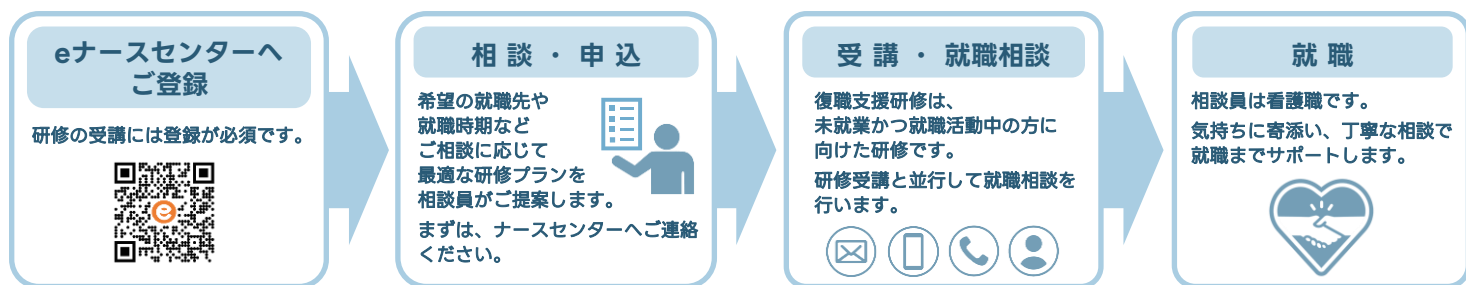 eナースセンターへ
ご登録
研修の受講には登録が必須です。
e
相談・申込
希望の就職先や
就職時期など
ご相談に応じて
最適な研修プランを
相談員がご提案します。
まずは、ナースセンターへご連絡
ください。
受講・就職相談
復職支援研修は、
未就業かつ就職活動中の方に
向けた研修です。
研修受講と並行して就職相談を
行います。
就職
相談員は看護職です。
気持ちに寄添い、丁寧な相談で
就職までサポートします。